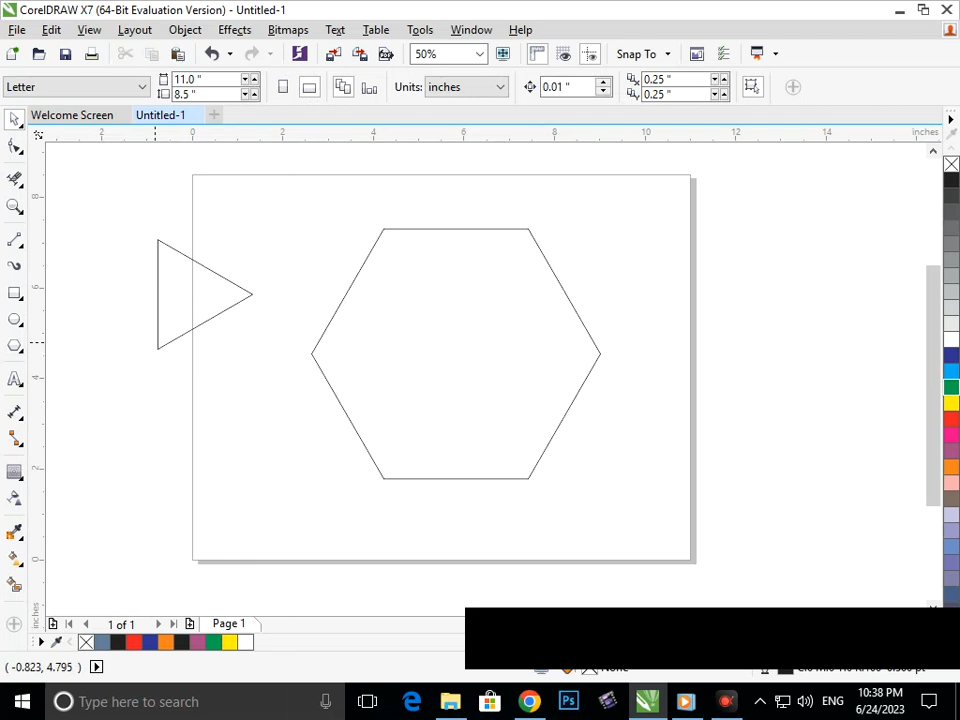 CorelDRAW X7 (64-Bit Evaluation Version) - Untitled-1
File Edit View Layout Object Effects Bitmaps Text Table Tools Window Help
50% Snap To
Letter 11.0 " 8.5 " Units: inches 0.01 " 0.25 " 0.25 "
Welcome Screen Untitled-1
2 0 2 4 6 8 10 12 14 inches
8
6
4
2
0
inches
1 of 1 Page 1
( -0.823, 4.795 ) None
Type here to search ENG 10:38 PM
6/24/2023